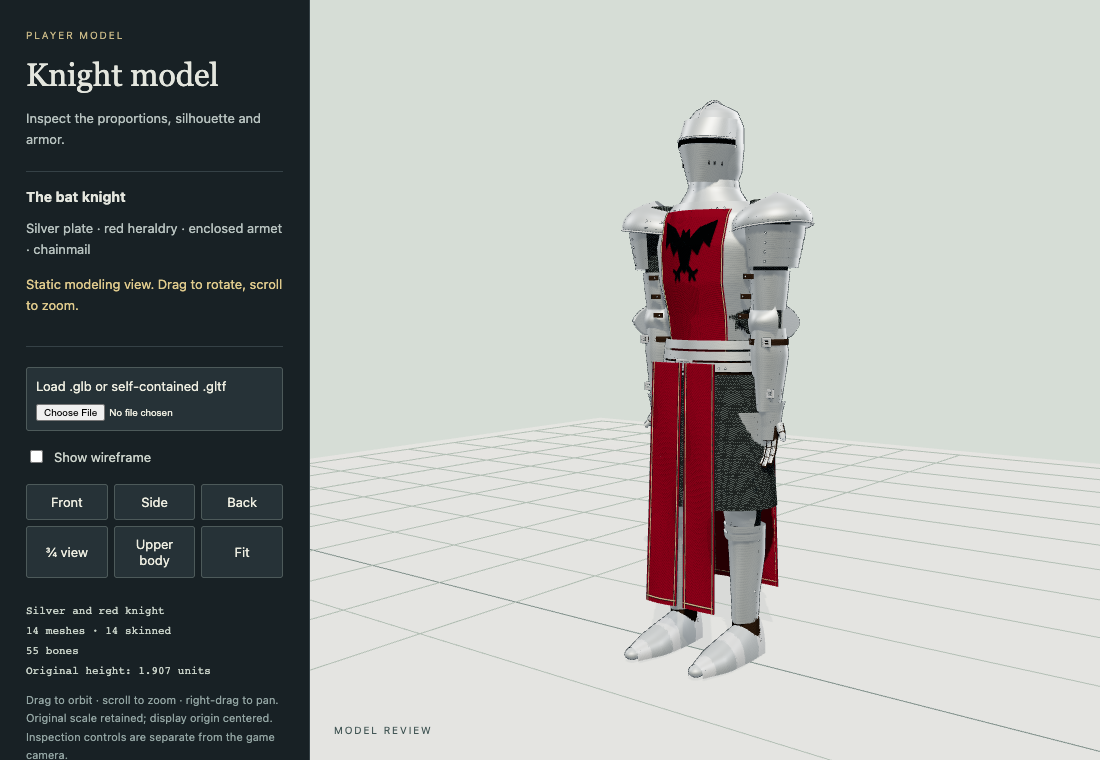 PLAYER MODEL
Knight model
Inspect the proportions, silhouette and
armor.
The bat knight
Silver plate · red heraldry · enclosed armet
· chainmail
Static modeling view. Drag to rotate, scroll
to zoom.
Load .glb or self-contained .gltf
Choose File No file chosen
Show wireframe
Front Side Back
¾ view Upper body Fit
Silver and red knight
14 meshes · 14 skinned
55 bones
Original height: 1.907 units
Drag to orbit · scroll to zoom · right-drag to pan.
Original scale retained; display origin centered.
Inspection controls are separate from the game
camera.
MODEL REVIEW